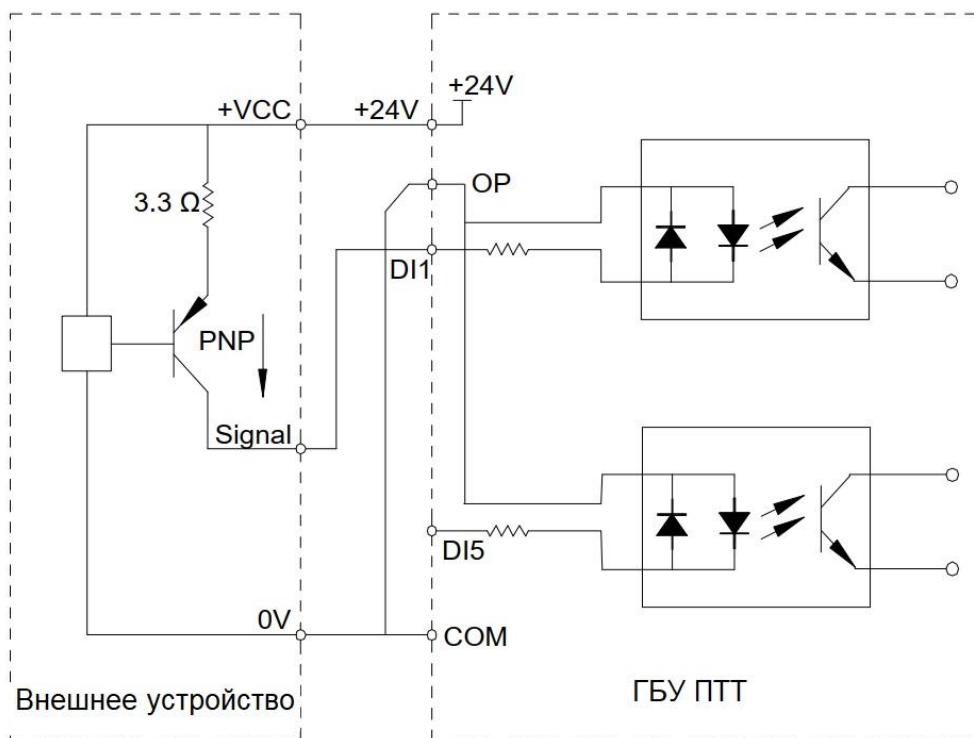 +VCC
+24V
+24V
3.3 Ω
OP
DI1
PNP
Signal
DI5
0V
COM
Внешнее устройство
ГБУ ПТТ